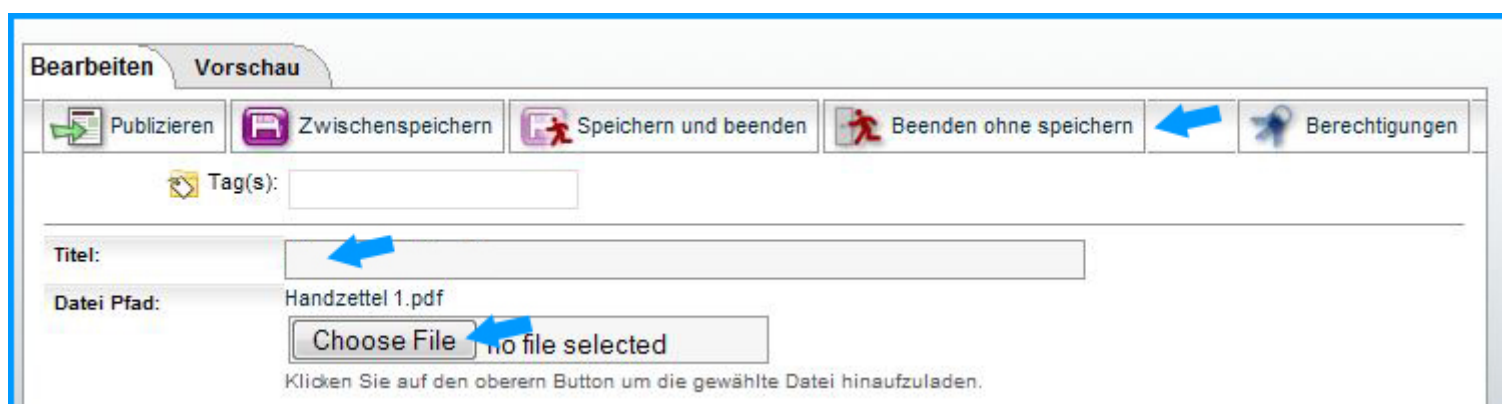 Bearbeiten Vorschau
Publizieren Zwischenspeichern Speichern und beenden Beenden ohne speichern Berechtigungen
Tag(s):
Titel:
Datei Pfad: Handzettel 1.pdf
Choose File no file selected
Klicken Sie auf den oberern Button um die gewählte Datei hinaufzuladen.